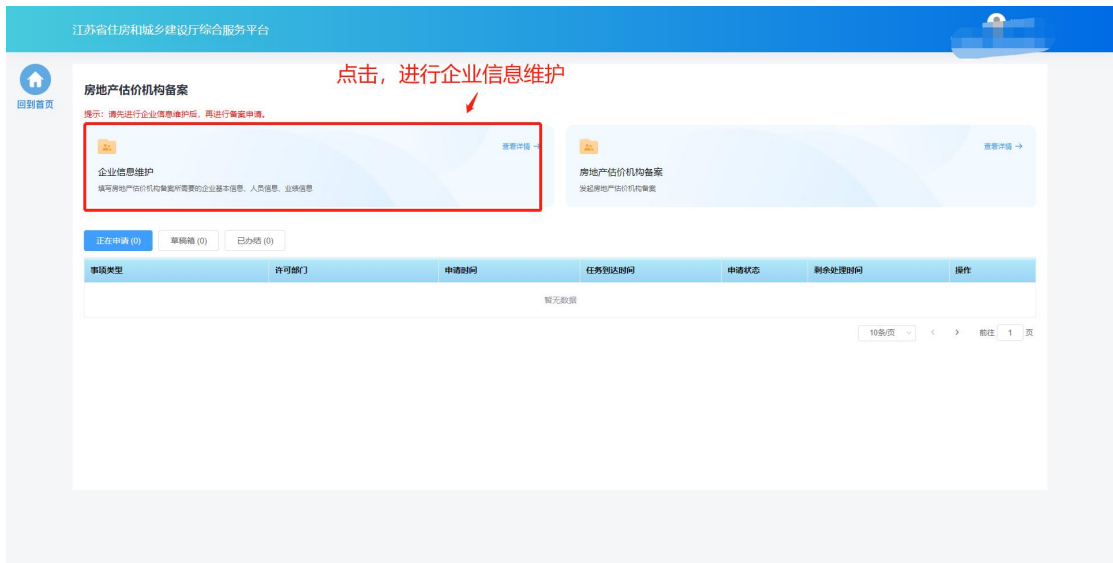 江苏省住房和城乡建设厅综合服务平台
回到首页
点击，进行企业信息维护
房地产估价机构备案
提示：请先进行企业信息维护后，再进行备案申请。
查看详情 →
企业信息维护
填写房地产估价机构备案所需要的企业基本信息、人员信息、业绩信息
查看详情 →
房地产估价机构备案
发起房地产估价机构备案
正在申请 (0) 草稿箱 (0) 已办结 (0)
事项类型 许可部门 申请时间 任务到达时间 申请状态 剩余处理时间 操作
暂无数据
10条/页 < > 前往 1 页